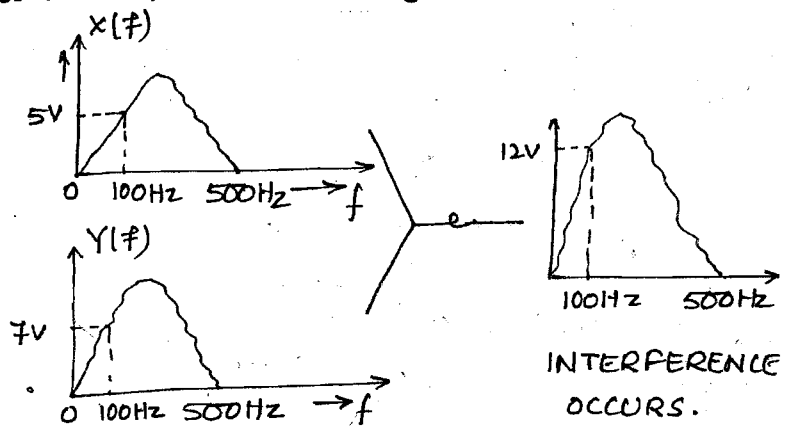 X(f)
5V
0 100Hz 500Hz f
Y(f)
7V
0 100Hz 500Hz f
12V
100Hz 500Hz
INTERFERENCE
OCCURS.